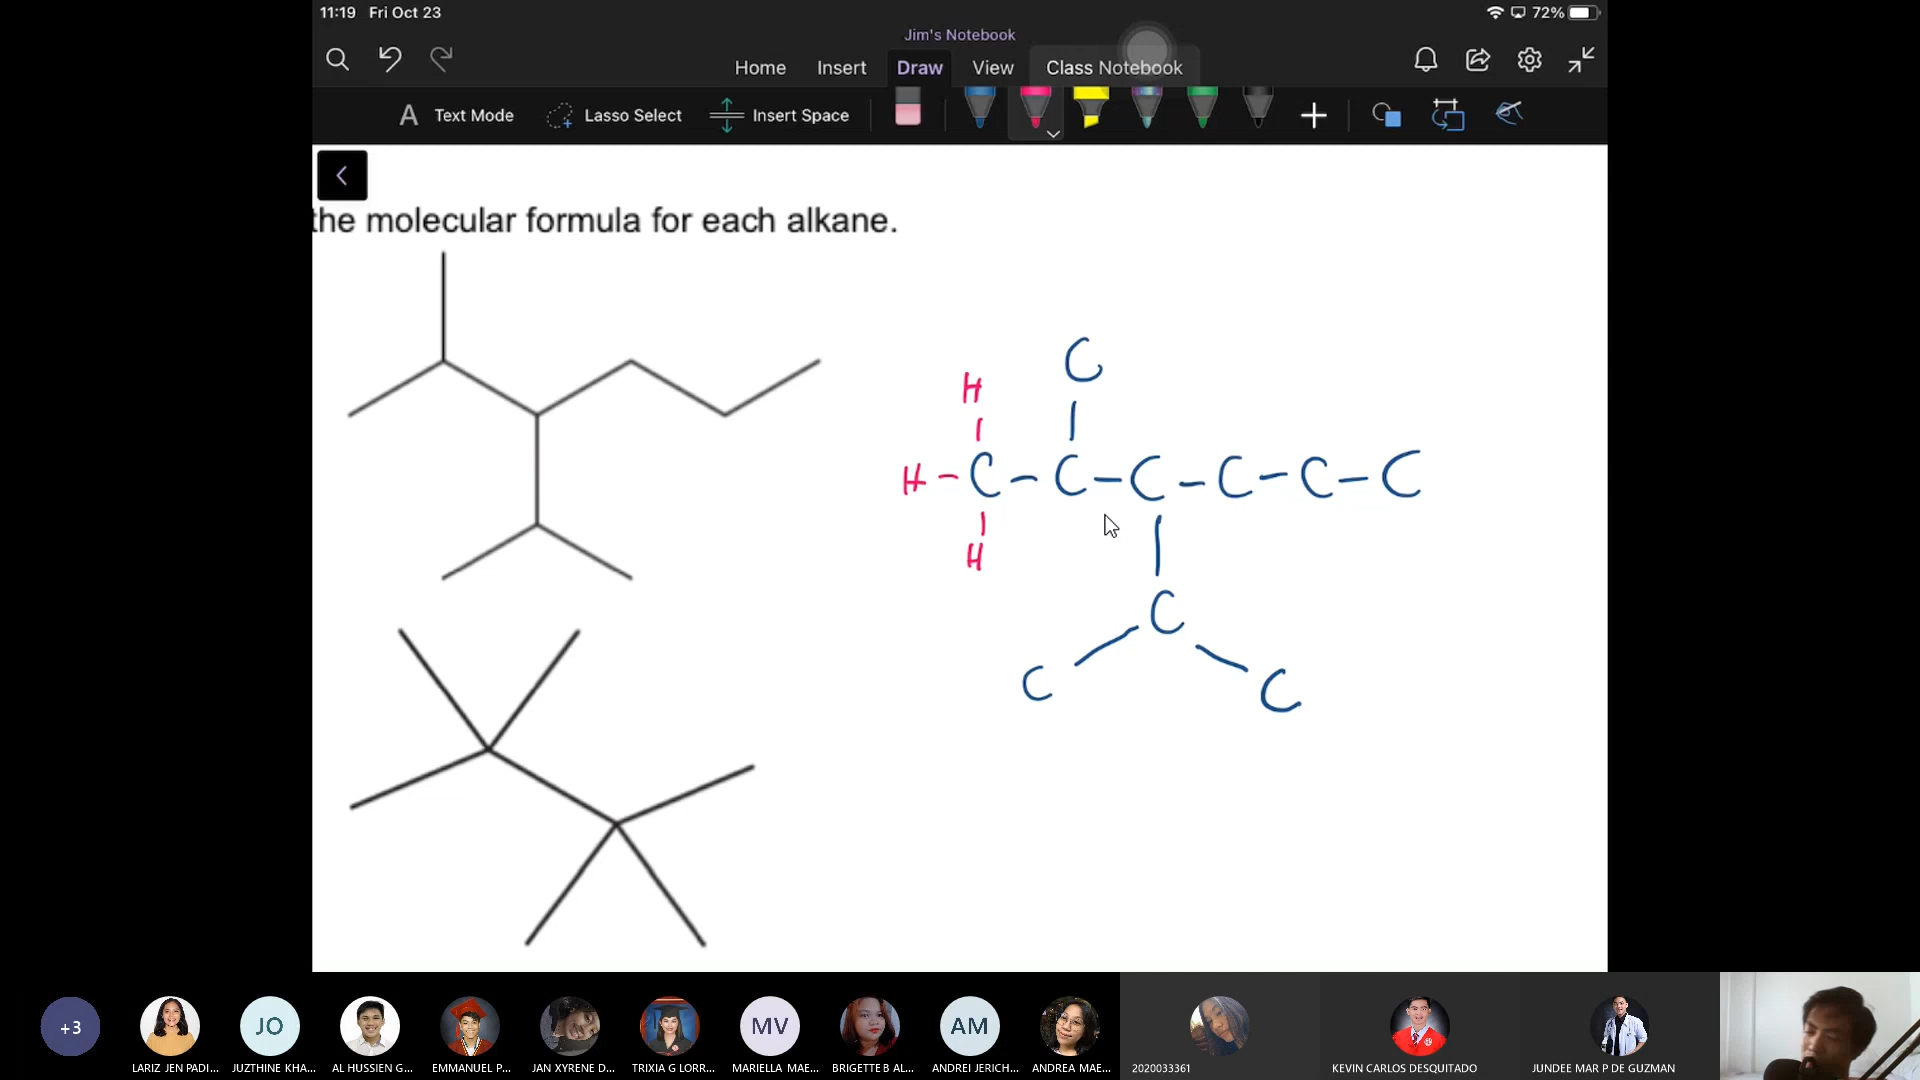 11:19 Fri Oct 23
72%
Jim's Notebook
Home Insert Draw View Class Notebook
A Text Mode Lasso Select Insert Space
the molecular formula for each alkane.
C
H
H - C - C - C - C - C - C
H
C
C C
+3 JO MV AM
LARIZ JEN PADI... JUZTHINE KHA... AL HUSSIEN G... EMMANUEL P... JAN XYRENE D... TRIXIA G LORR... MARIELLA MAE... BRIGETTE B AL... ANDREI JERICH... ANDREA MAE... 2020033361 KEVIN CARLOS DESQUITADO JUNDEE MAR P DE GUZMAN